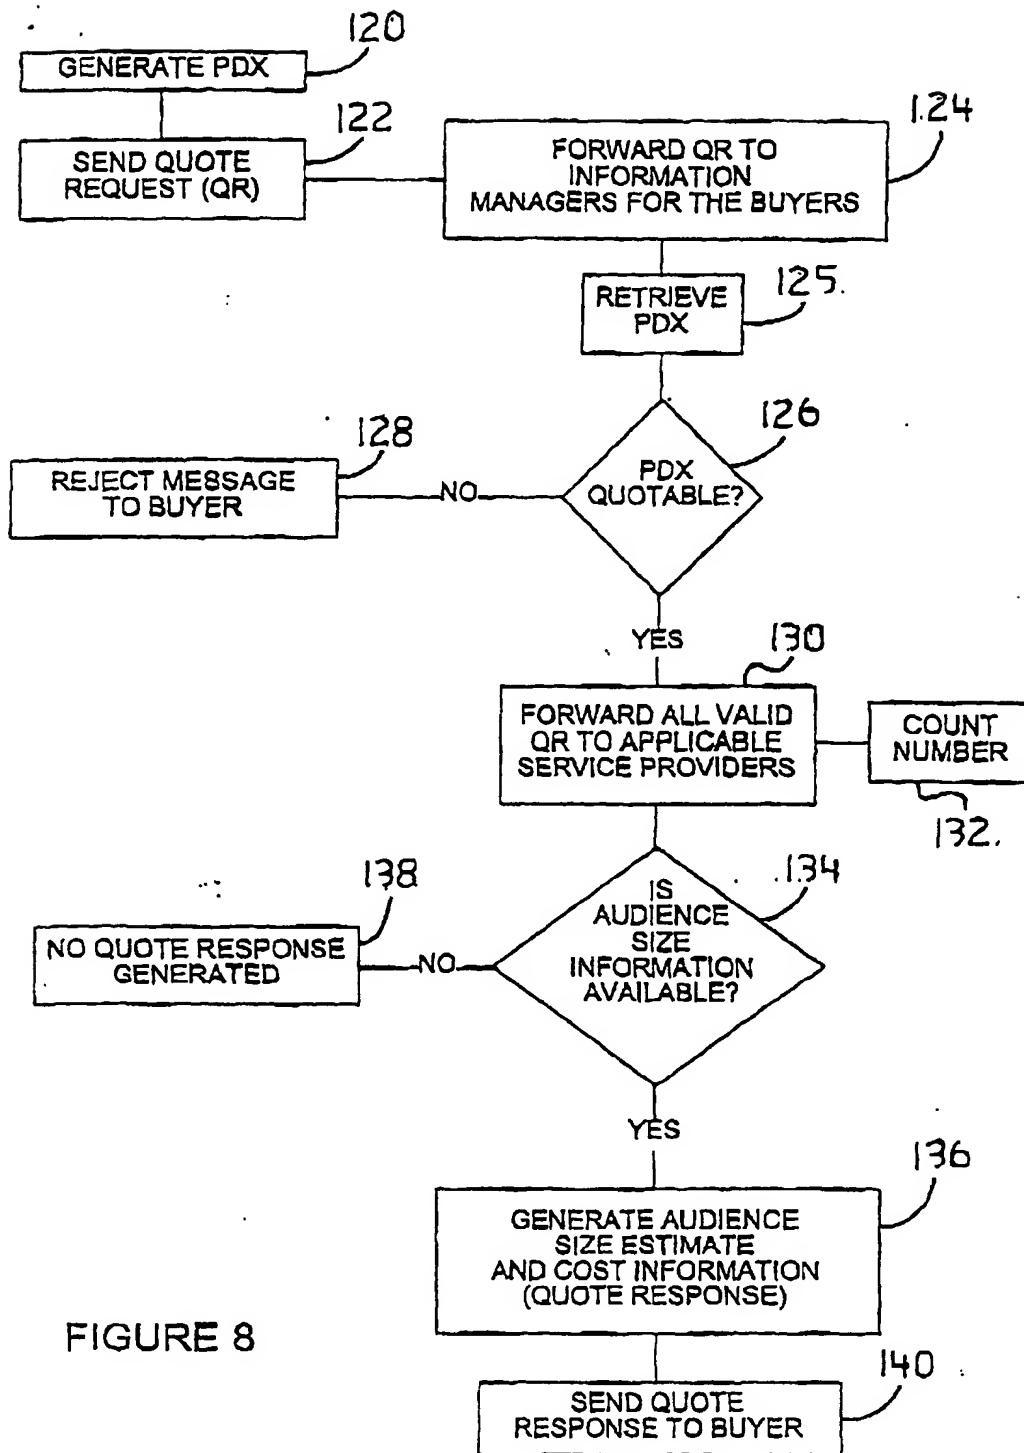 120
GENERATE PDX
122
SEND QUOTE
REQUEST (QR)
124
FORWARD QR TO
INFORMATION
MANAGERS FOR THE BUYERS
125.
RETRIEVE
PDX
126
PDX
QUOTABLE?
128
REJECT MESSAGE
TO BUYER
NO
YES
130
FORWARD ALL VALID
QR TO APPLICABLE
SERVICE PROVIDERS
COUNT
NUMBER
132.
134
IS
AUDIENCE
SIZE
INFORMATION
AVAILABLE?
138
NO QUOTE RESPONSE
GENERATED
NO
YES
136
GENERATE AUDIENCE
SIZE ESTIMATE
AND COST INFORMATION
(QUOTE RESPONSE)
FIGURE 8
140
SEND QUOTE
RESPONSE TO BUYER